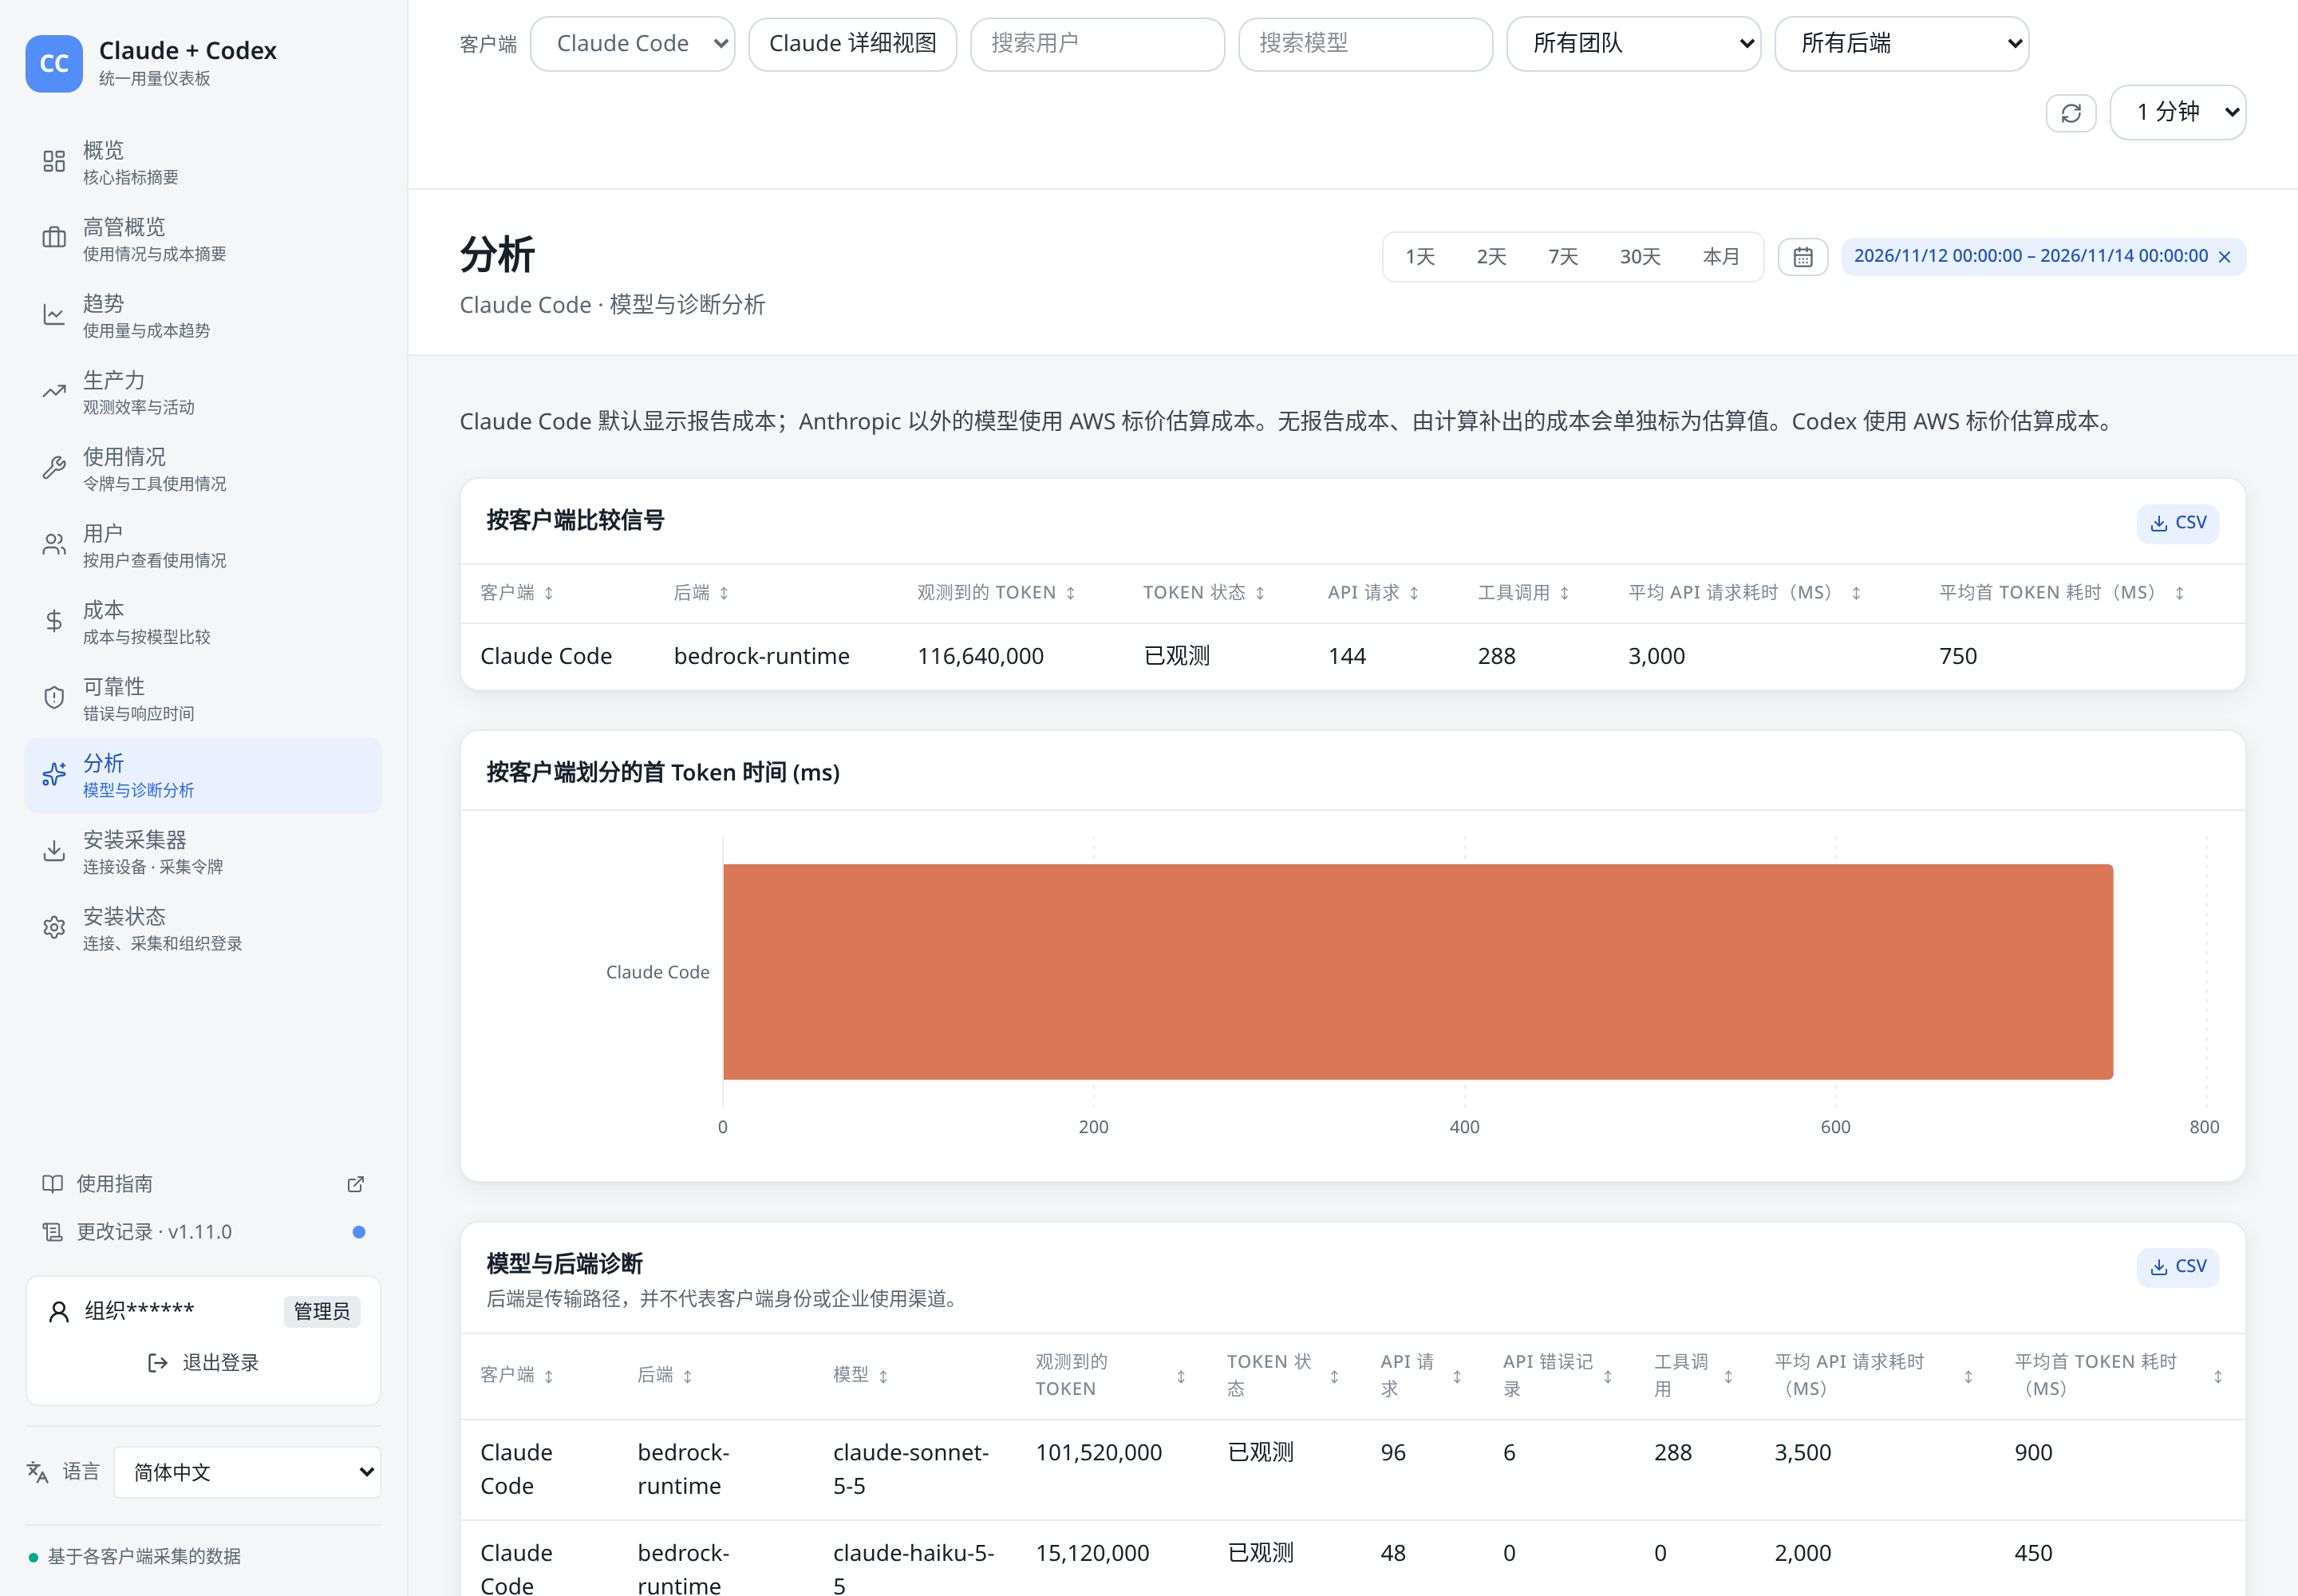 CC
Claude + Codex
统一用量仪表板
概览
核心指标摘要
高管概览
使用情况与成本摘要
趋势
使用量与成本趋势
生产力
观测效率与活动
使用情况
令牌与工具使用情况
用户
按用户查看使用情况
成本
成本与按模型比较
可靠性
错误与响应时间
分析
模型与诊断分析
安装采集器
连接设备 · 采集令牌
安装状态
连接、采集和组织登录
使用指南
更改记录 · v1.11.0
组织******
管理员
退出登录
语言
简体中文
基于各客户端采集的数据
客户端
Claude Code
Claude 详细视图
搜索用户
搜索模型
所有团队
所有后端
1 分钟
分析
Claude Code · 模型与诊断分析
1天
2天
7天
30天
本月
2026/11/12 00:00:00 – 2026/11/14 00:00:00
Claude Code 默认显示报告成本；Anthropic 以外的模型使用 AWS 标价估算成本。无报告成本、由计算补出的成本会单独标为估算值。Codex 使用 AWS 标价估算成本。
按客户端比较信号
CSV
客户端 后端 观测到的 TOKEN TOKEN 状态 API 请求 工具调用 平均 API 请求耗时（MS） 平均首 TOKEN 耗时（MS）
Claude Code bedrock-runtime 116,640,000 已观测 144 288 3,000 750
按客户端划分的首 Token 时间 (ms)
Claude Code
0 200 400 600 800
模型与后端诊断
后端是传输路径，并不代表客户端身份或企业使用渠道。
CSV
客户端
后端
模型
观测到的
TOKEN
TOKEN 状
态
API 请
求
API 错误记
录
工具调
用
平均 API 请求耗时
（MS）
平均首 TOKEN 耗时
（MS）
Claude
Code
bedrock-
runtime
claude-sonnet-
5-5
101,520,000
已观测
96
6
288
3,500
900
Claude
Code
bedrock-
runtime
claude-haiku-5-
5
15,120,000
已观测
48
0
0
2,000
450